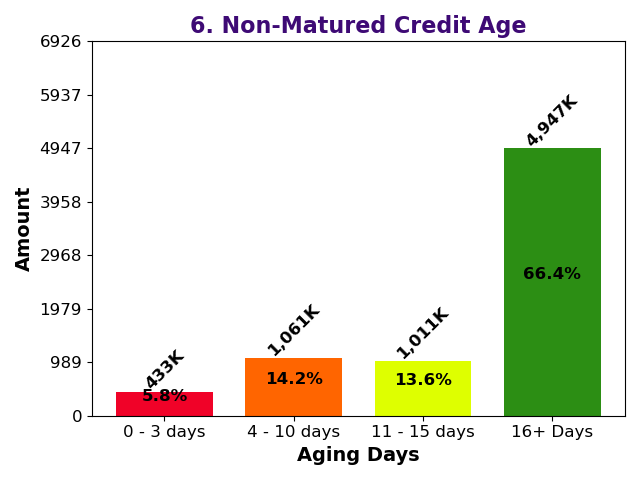 6. Non-Matured Credit Age
Amount
6926
5937
4947
3958
2968
1979
989
0
433K
5.8%
1,061K
14.2%
1,011K
13.6%
4,947K
66.4%
0 - 3 days
4 - 10 days
11 - 15 days
16+ Days
Aging Days